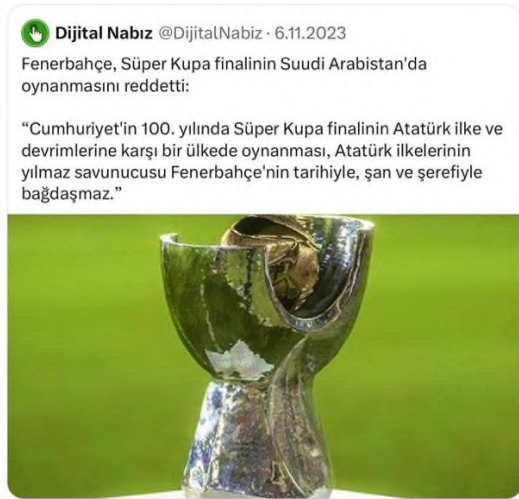 Dijital Nabız @DijitalNabiz · 6.11.2023
Fenerbahçe, Süper Kupa finalinin Suudi Arabistan'da
oynanmasını reddetti:
“Cumhuriyet'in 100. yılında Süper Kupa finalinin Atatürk ilke ve
devrimlerine karşı bir ülkede oynanması, Atatürk ilkelerinin
yılmaz savunucusu Fenerbahçe'nin tarihiyle, şan ve şerefiyle
bağdaşmaz.”